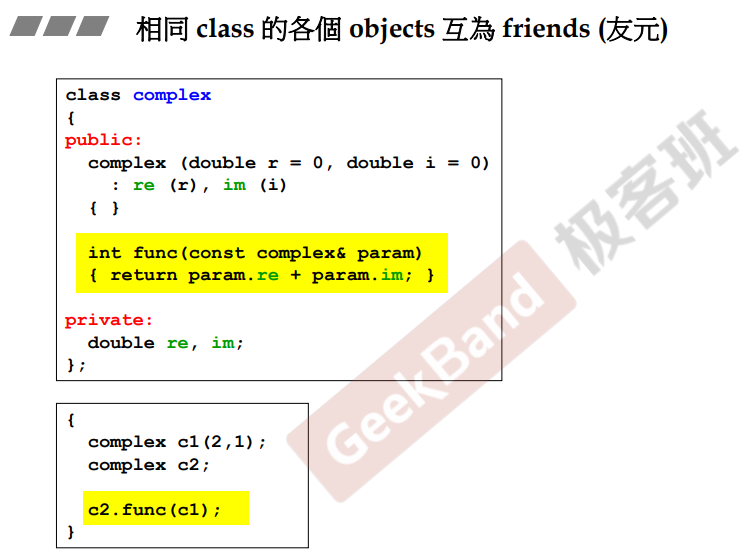 相同 class 的各個 objects 互為 friends (友元)
class complex
{
public:
  complex (double r = 0, double i = 0)
    : re (r), im (i)
  { }
  int func(const complex& param)
  { return param.re + param.im; }
private:
  double re, im;
};
{
  complex c1(2,1);
  complex c2;
  c2.func(c1);
}
GeekBand 极客班